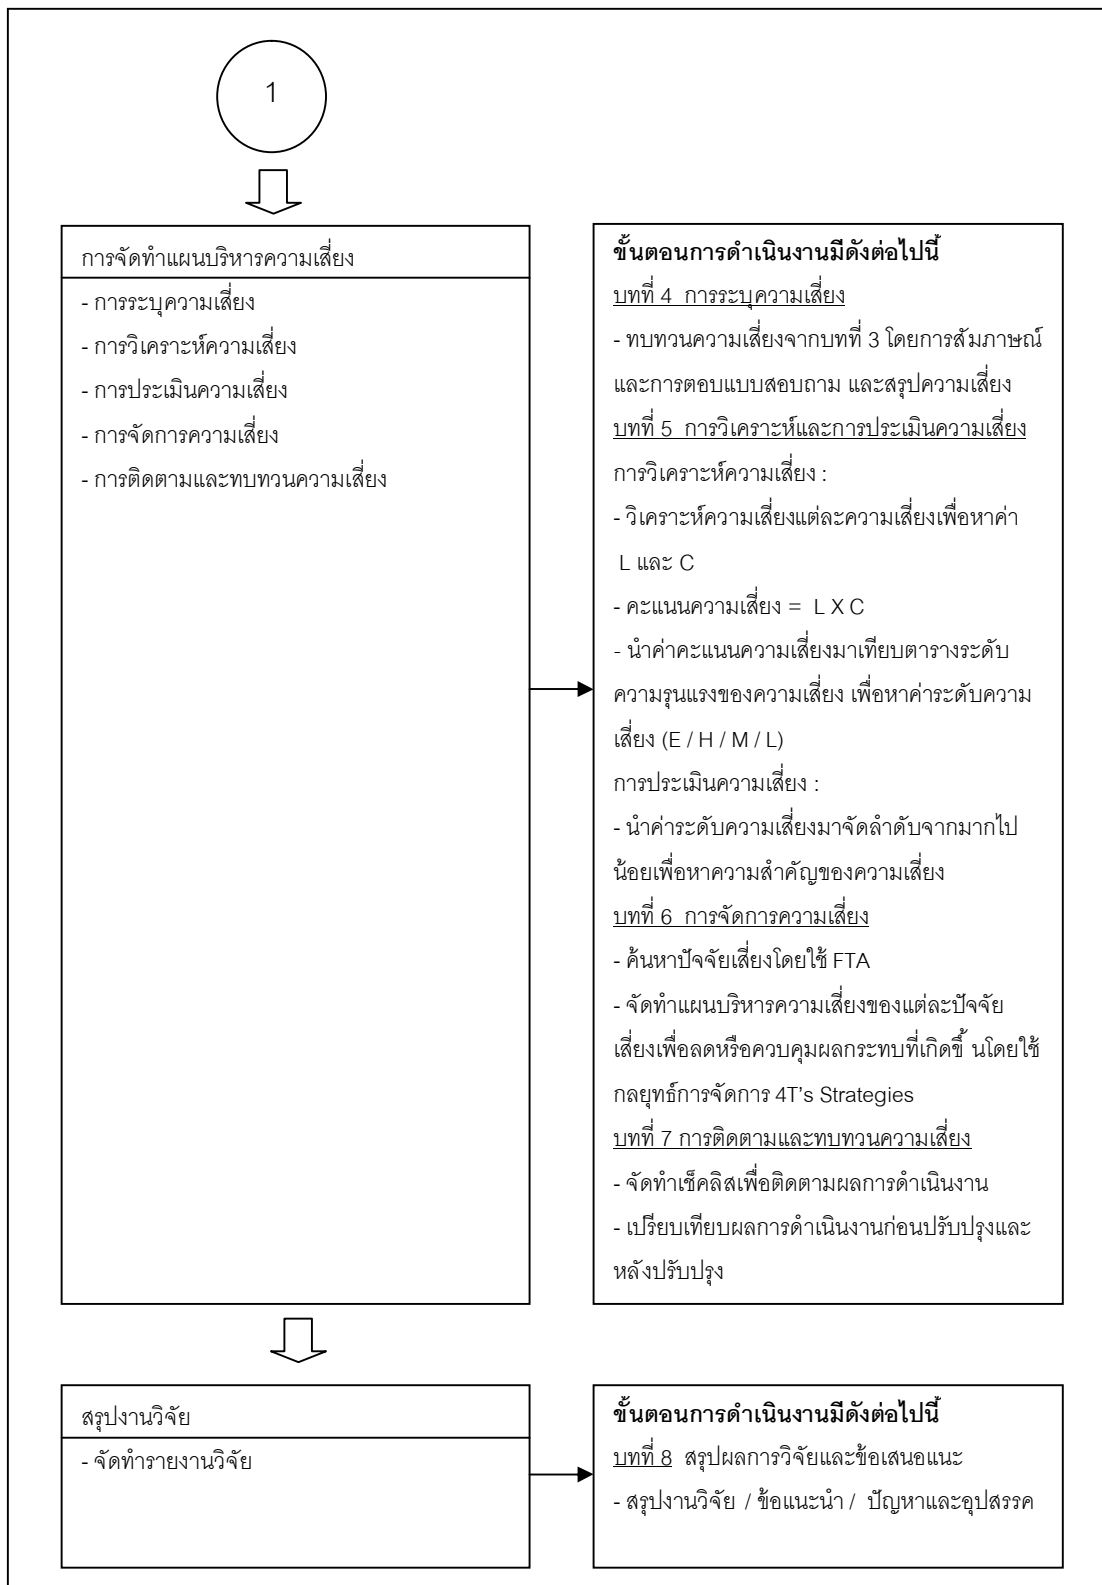 1
การจัดทำแผนบริหารความเสี่ยง
- การระบุความเสี่ยง
- การวิเคราะห์ความเสี่ยง
- การประเมินความเสี่ยง
- การจัดการความเสี่ยง
- การติดตามและทบทวนความเสี่ยง
ขั้นตอนการดำเนินงานมีดังต่อไปนี้
บทที่ 4 การระบุความเสี่ยง
- ทบทวนความเสี่ยงจากบทที่ 3 โดยการสัมภาษณ์
และการตอบแบบสอบถาม และสรุปความเสี่ยง
บทที่ 5 การวิเคราะห์และการประเมินความเสี่ยง
การวิเคราะห์ความเสี่ยง :
- วิเคราะห์ความเสี่ยงแต่ละความเสี่ยงเพื่อหาค่า
L และ C
- คะแนนความเสี่ยง = L X C
- นำค่าคะแนนความเสี่ยงมาเทียบตารางระดับ
ความรุนแรงของความเสี่ยง เพื่อหาค่าระดับความ
เสี่ยง (E / H / M / L)
การประเมินความเสี่ยง :
- นำค่าระดับความเสี่ยงมาจัดลำดับจากมากไป
น้อยเพื่อหาความสำคัญของความเสี่ยง
บทที่ 6 การจัดการความเสี่ยง
- ค้นหาปัจจัยเสี่ยงโดยใช้ FTA
- จัดทำแผนบริหารความเสี่ยงของแต่ละปัจจัย
เสี่ยงเพื่อลดหรือควบคุมผลกระทบที่เกิดขึ้นโดยใช้
กลยุทธ์การจัดการ 4T's Strategies
บทที่ 7 การติดตามและทบทวนความเสี่ยง
- จัดทำเช็คลิสเพื่อติดตามผลการดำเนินงาน
- เปรียบเทียบผลการดำเนินงานก่อนปรับปรุงและ
หลังปรับปรุง
สรุปงานวิจัย
- จัดทำรายงานวิจัย
ขั้นตอนการดำเนินงานมีดังต่อไปนี้
บทที่ 8 สรุปผลการวิจัยและข้อเสนอแนะ
- สรุปงานวิจัย / ข้อแนะนำ / ปัญหาและอุปสรรค